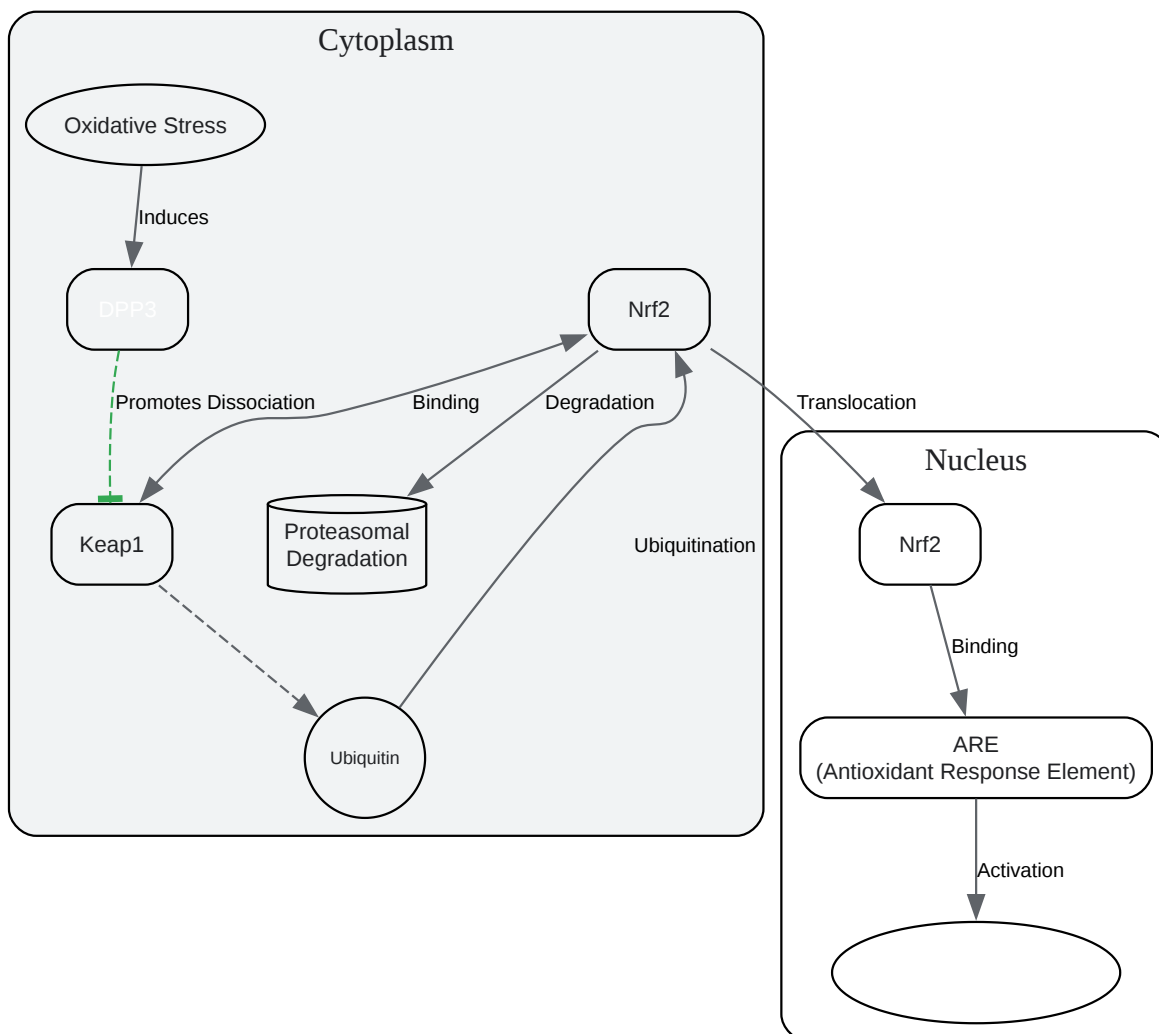 Cytoplasm
Oxidative Stress
Induces
DPP3
Nrf2
Promotes Dissociation
Binding
Degradation
Translocation
Nucleus
Keap1
Proteasomal
Degradation
Ubiquitination
Nrf2
Binding
Ubiquitin
ARE
(Antioxidant Response Element)
Activation